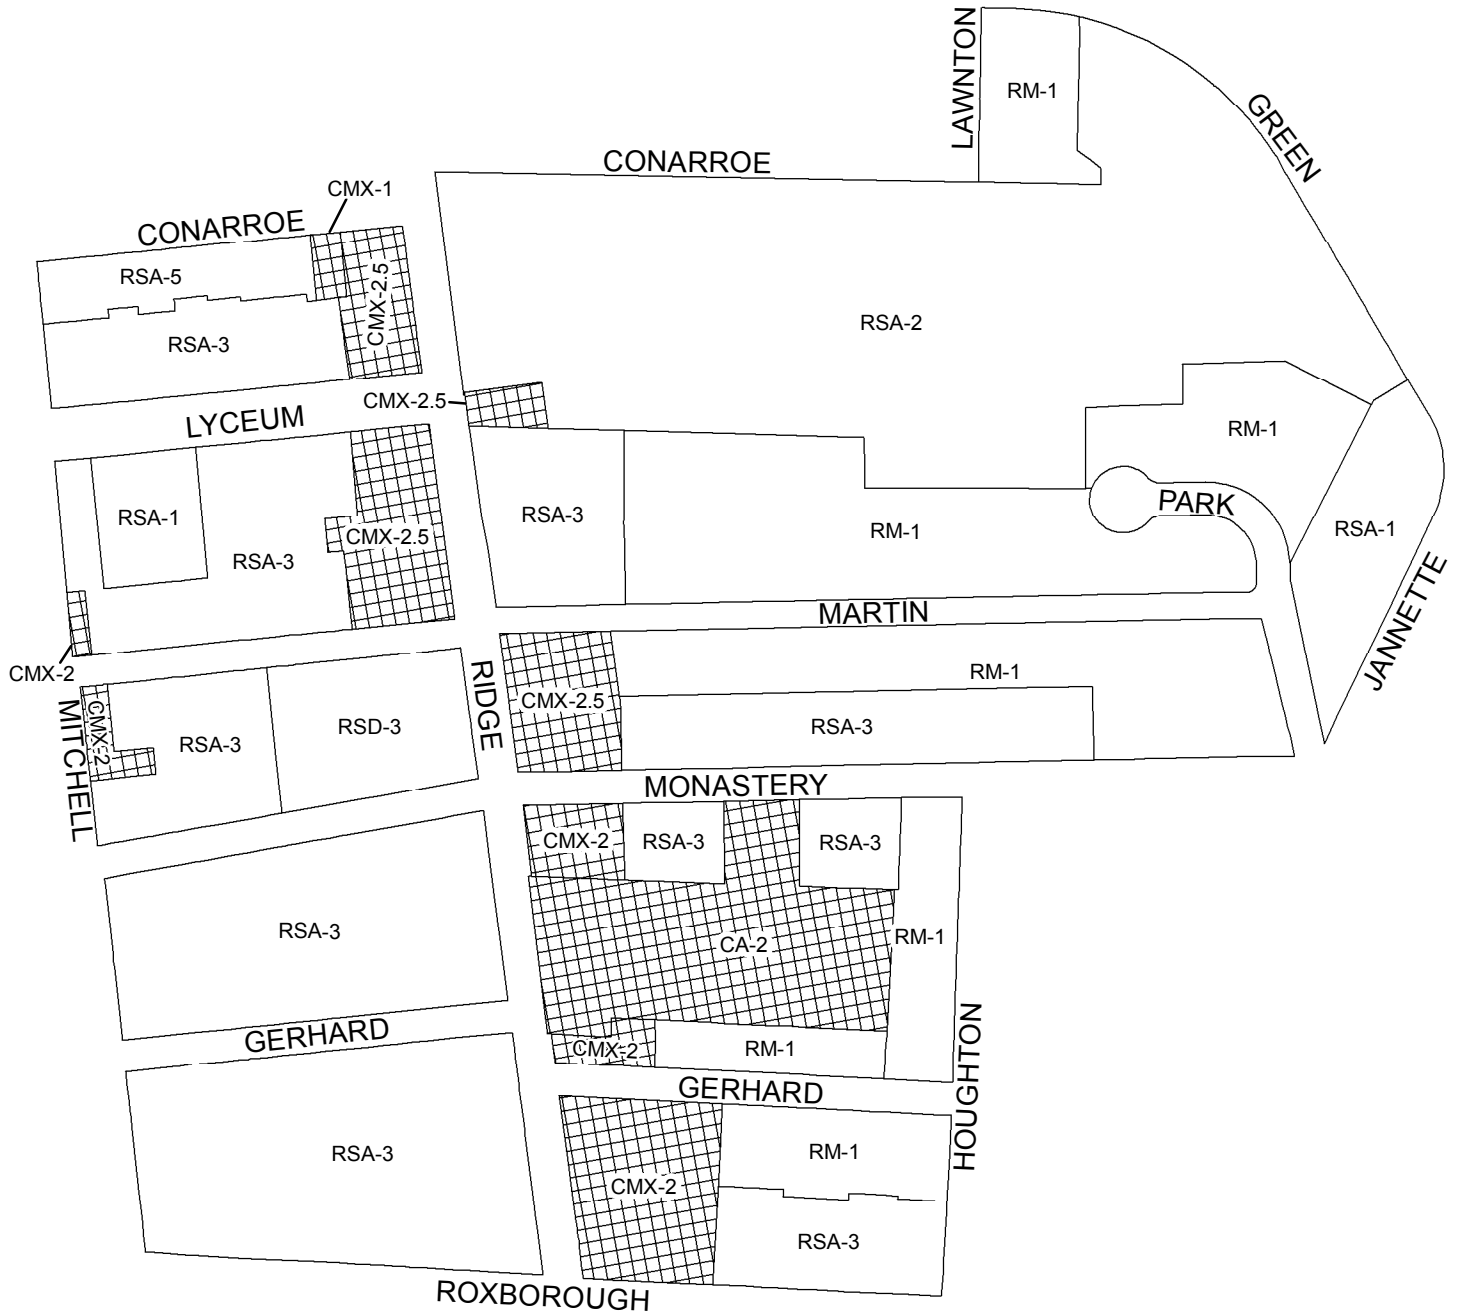 LAWNTON
RM-1
GREEN
CONARROE
CMX-1
CONARROE
RSA-5
CMX-2.5
RSA-3
RSA-2
CMX-2.5
LYCEUM
RM-1
RSA-1
RSA-3
CMX-2.5
RSA-3
RM-1
PARK
RSA-1
MARTIN
JANNETTE
CMX-2
RIDGE
RM-1
CMX-2
MITCHELL
RSA-3
RSD-3
CMX-2.5
RSA-3
MONASTERY
CMX-2
RSA-3
RSA-3
RSA-3
CA-2
RM-1
GERHARD
CMX-2
RM-1
HOUGHTON
GERHARD
RSA-3
RM-1
CMX-2
RSA-3
ROXBOROUGH